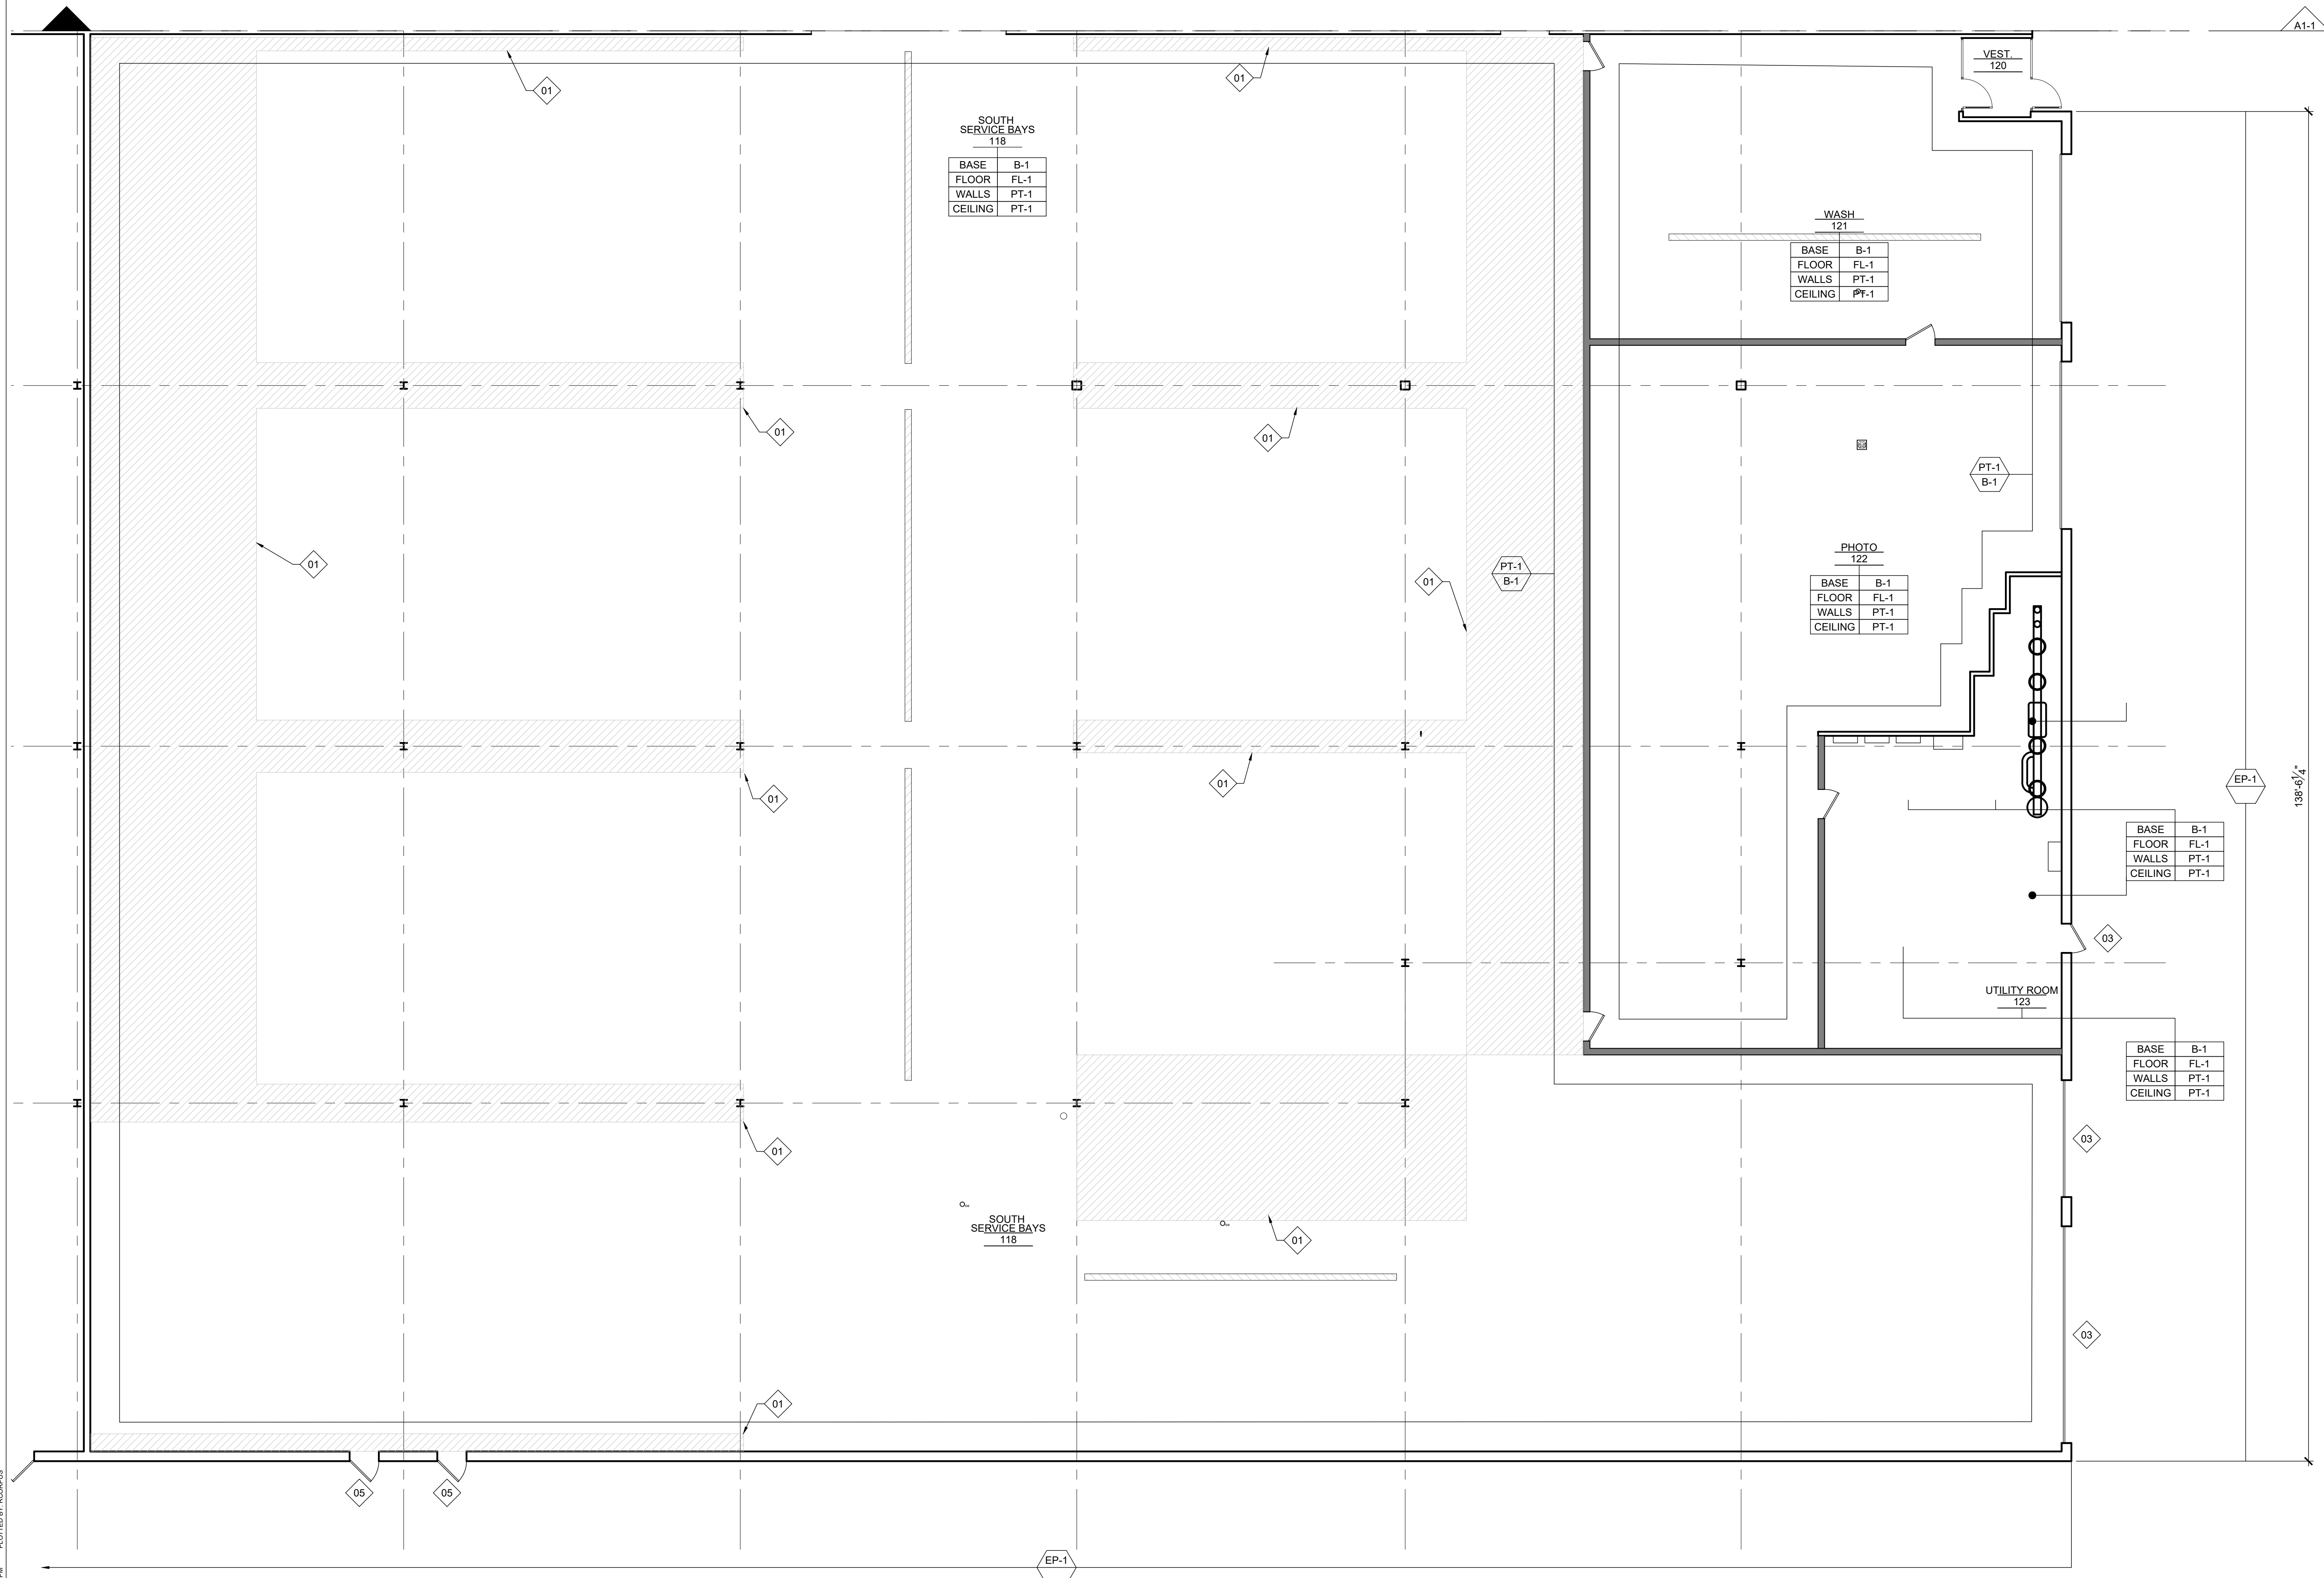 A1-1
VEST.
120
01
01
SOUTH
SERVICE BAYS
118
BASE B-1
FLOOR FL-1
WALLS PT-1
CEILING PT-1
WASH
121
BASE B-1
FLOOR FL-1
WALLS PT-1
CEILING PT-1
01
01
PT-1
B-1
01
01
PT-1
B-1
PHOTO
122
BASE B-1
FLOOR FL-1
WALLS PT-1
CEILING PT-1
01
01
EP-1
138'-6 1/4"
BASE B-1
FLOOR FL-1
WALLS PT-1
CEILING PT-1
03
UTILITY ROOM
123
BASE B-1
FLOOR FL-1
WALLS PT-1
CEILING PT-1
01
03
SOUTH
SERVICE BAYS
118
01
03
01
05
05
EP-1